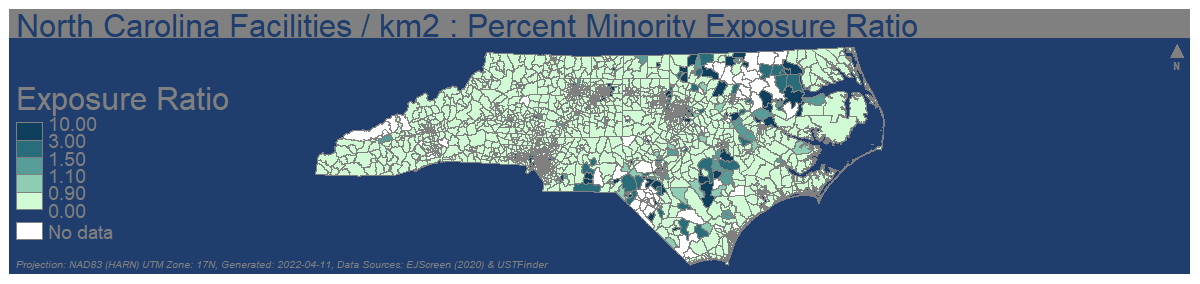 North Carolina Facilities / km2 : Percent Minority Exposure Ratio
N
Exposure Ratio
10.00
3.00
1.50
1.10
0.90
0.00
No data
Projection: NAD83 (HARN) UTM Zone: 17N, Generated: 2022-04-11, Data Sources: EJScreen (2020) & USTFinder